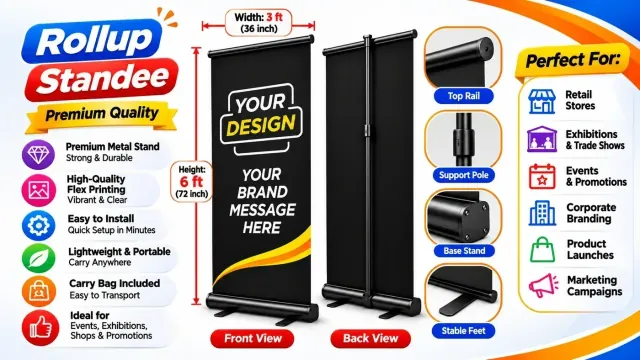 Rollup
Standee
Premium Quality
Premium Metal Stand
Strong & Durable
High-Quality
Flex Printing
Vibrant & Clear
Easy to Install
Quick Setup in Minutes
Lightweight & Portable
Carry Anywhere
Carry Bag Included
Easy to Transport
Ideal for
Events, Exhibitions,
Shops & Promotions
Width: 3 ft
(36 inch)
Height:
6 ft
(72 inch)
YOUR
DESIGN
YOUR
BRAND
MESSAGE
HERE
Front View
Back View
Top Rail
Support Pole
Base Stand
Stable Feet
Perfect For:
Retail
Stores
Exhibitions
& Trade Shows
Events
& Promotions
Corporate
Branding
Product
Launches
Marketing
Campaigns